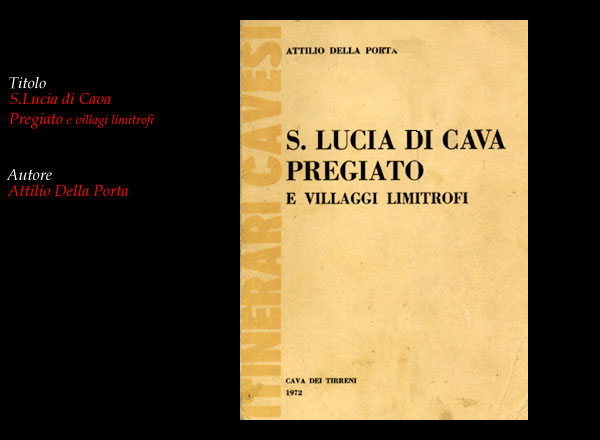 Titolo
S.Lucia di Cava
Pregiato e villagi limitrofi
Autore
Attilio Della Porta
ITINERARI CAVESI
ATTILIO DELLA PORTA
S. LUCIA DI CAVA
PREGIATO
E VILLAGGI LIMITROFI
CAVA DEI TIRRENI
1972